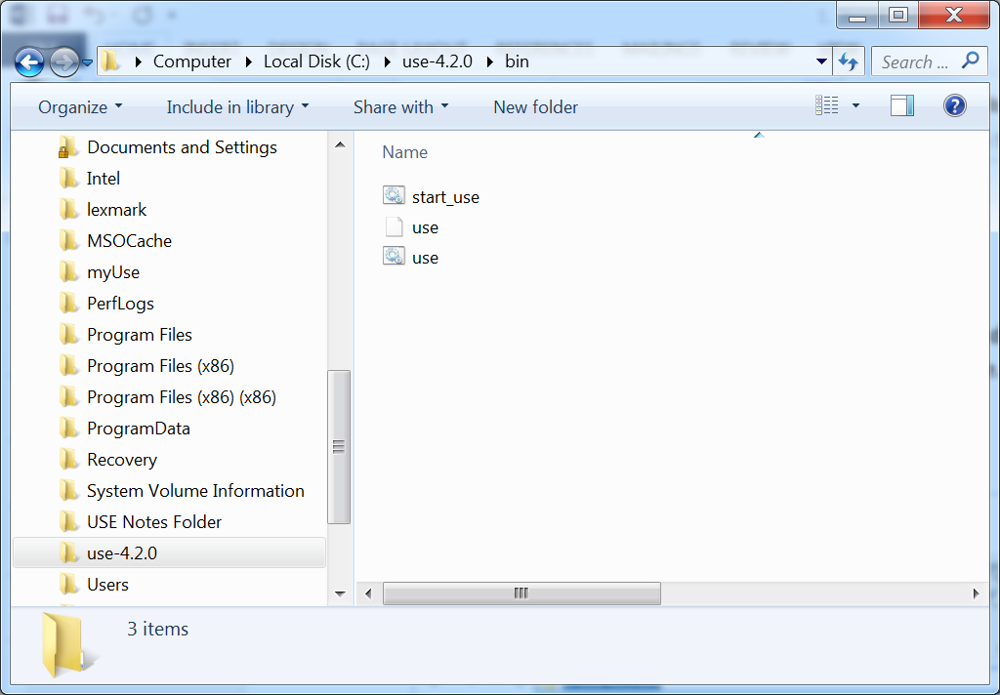 Computer Local Disk (C:) use-4.2.0 bin
Search ...
Organize Include in library Share with New folder
Documents and Settings
Intel
lexmark
MSOCache
myUse
PerfLogs
Program Files
Program Files (x86)
Program Files (x86) (x86)
ProgramData
Recovery
System Volume Information
USE Notes Folder
use-4.2.0
Users
Name
start_use
use
use
3 items